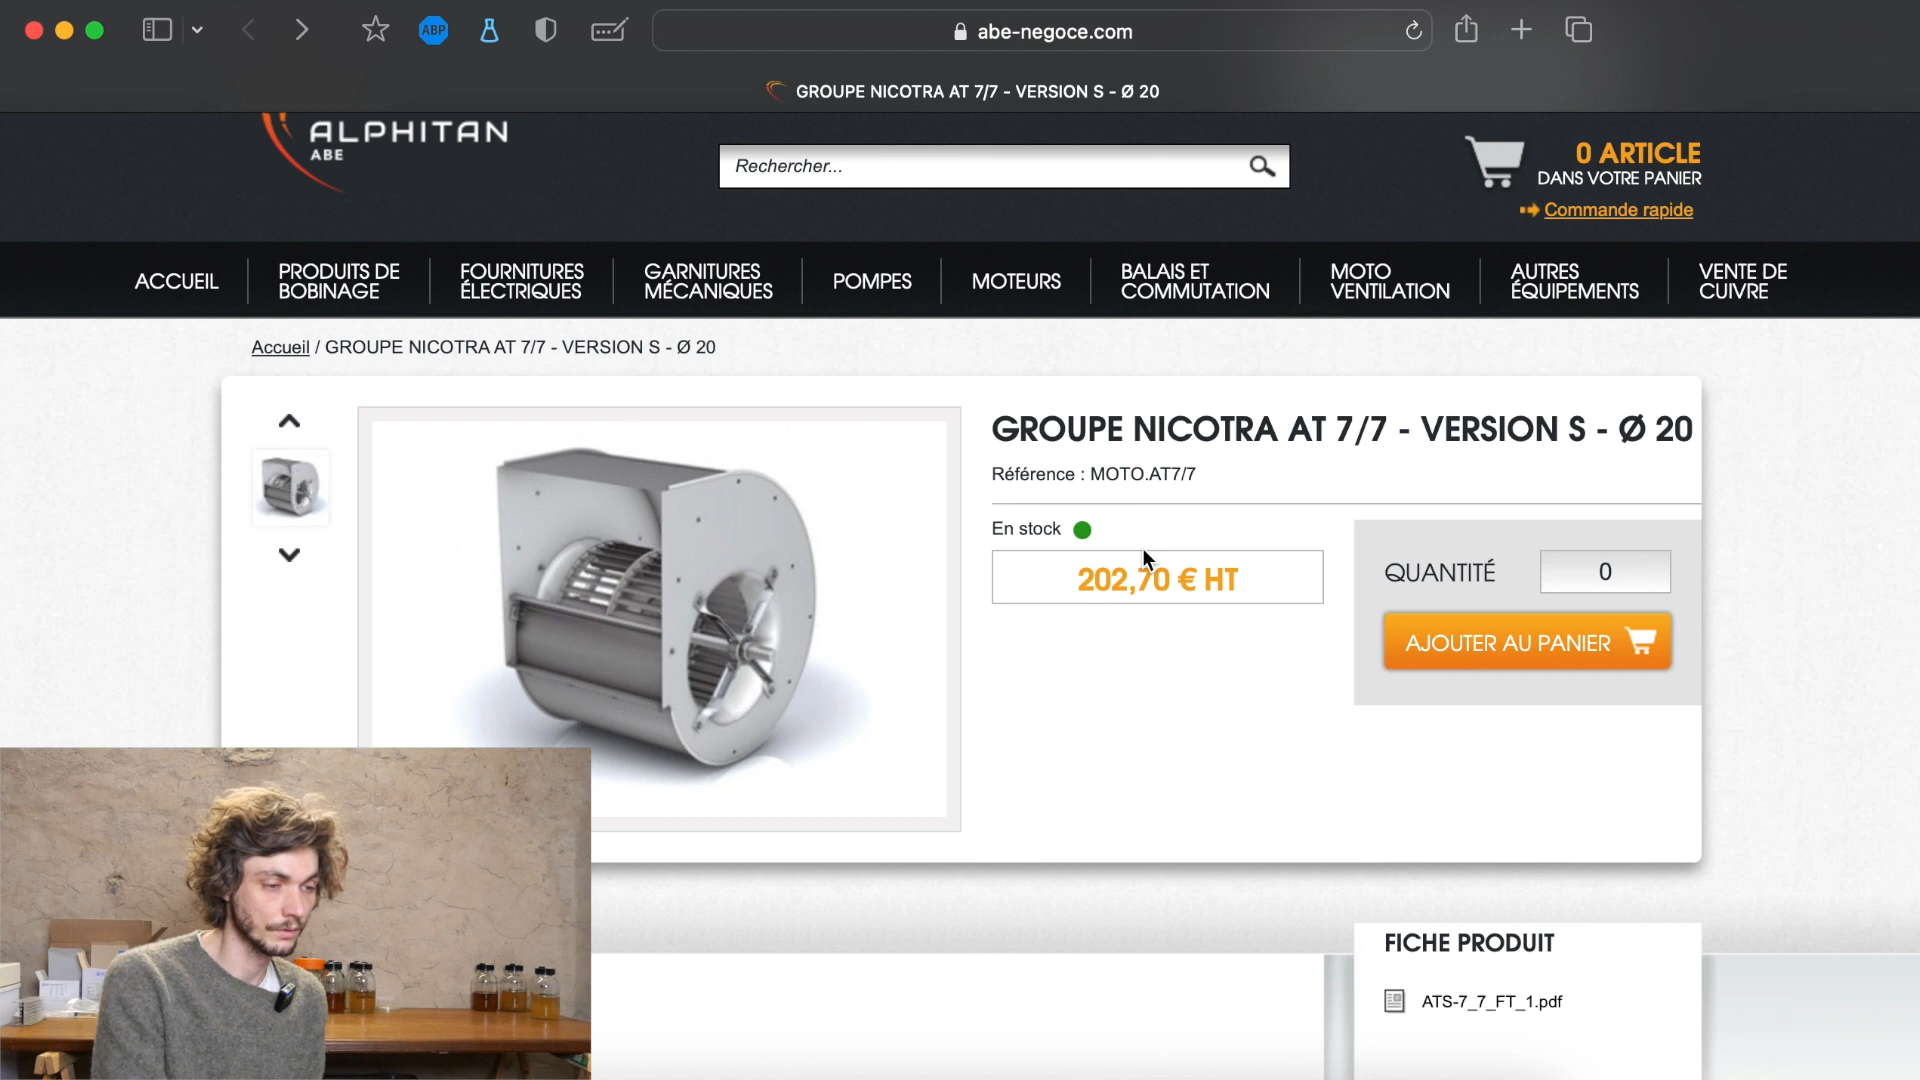 ABP
abe-negoce.com
GROUPE NICOTRA AT 7/7 - VERSION S - Ø 20
ALPHITAN
ABE
Rechercher...
0 ARTICLE
DANS VOTRE PANIER
Commande rapide
ACCUEIL
PRODUITS DE
BOBINAGE
FOURNITURES
ÉLECTRIQUES
GARNITURES
MÉCANIQUES
POMPES
MOTEURS
BALAIS ET
COMMUTATION
MOTO
VENTILATION
AUTRES
ÉQUIPEMENTS
VENTE DE
CUIVRE
Accueil / GROUPE NICOTRA AT 7/7 - VERSION S - Ø 20
GROUPE NICOTRA AT 7/7 - VERSION S - Ø 20
Référence : MOTO.AT7/7
En stock
202,70 € HT
QUANTITÉ
0
AJOUTER AU PANIER
FICHE PRODUIT
ATS-7_7_FT_1.pdf